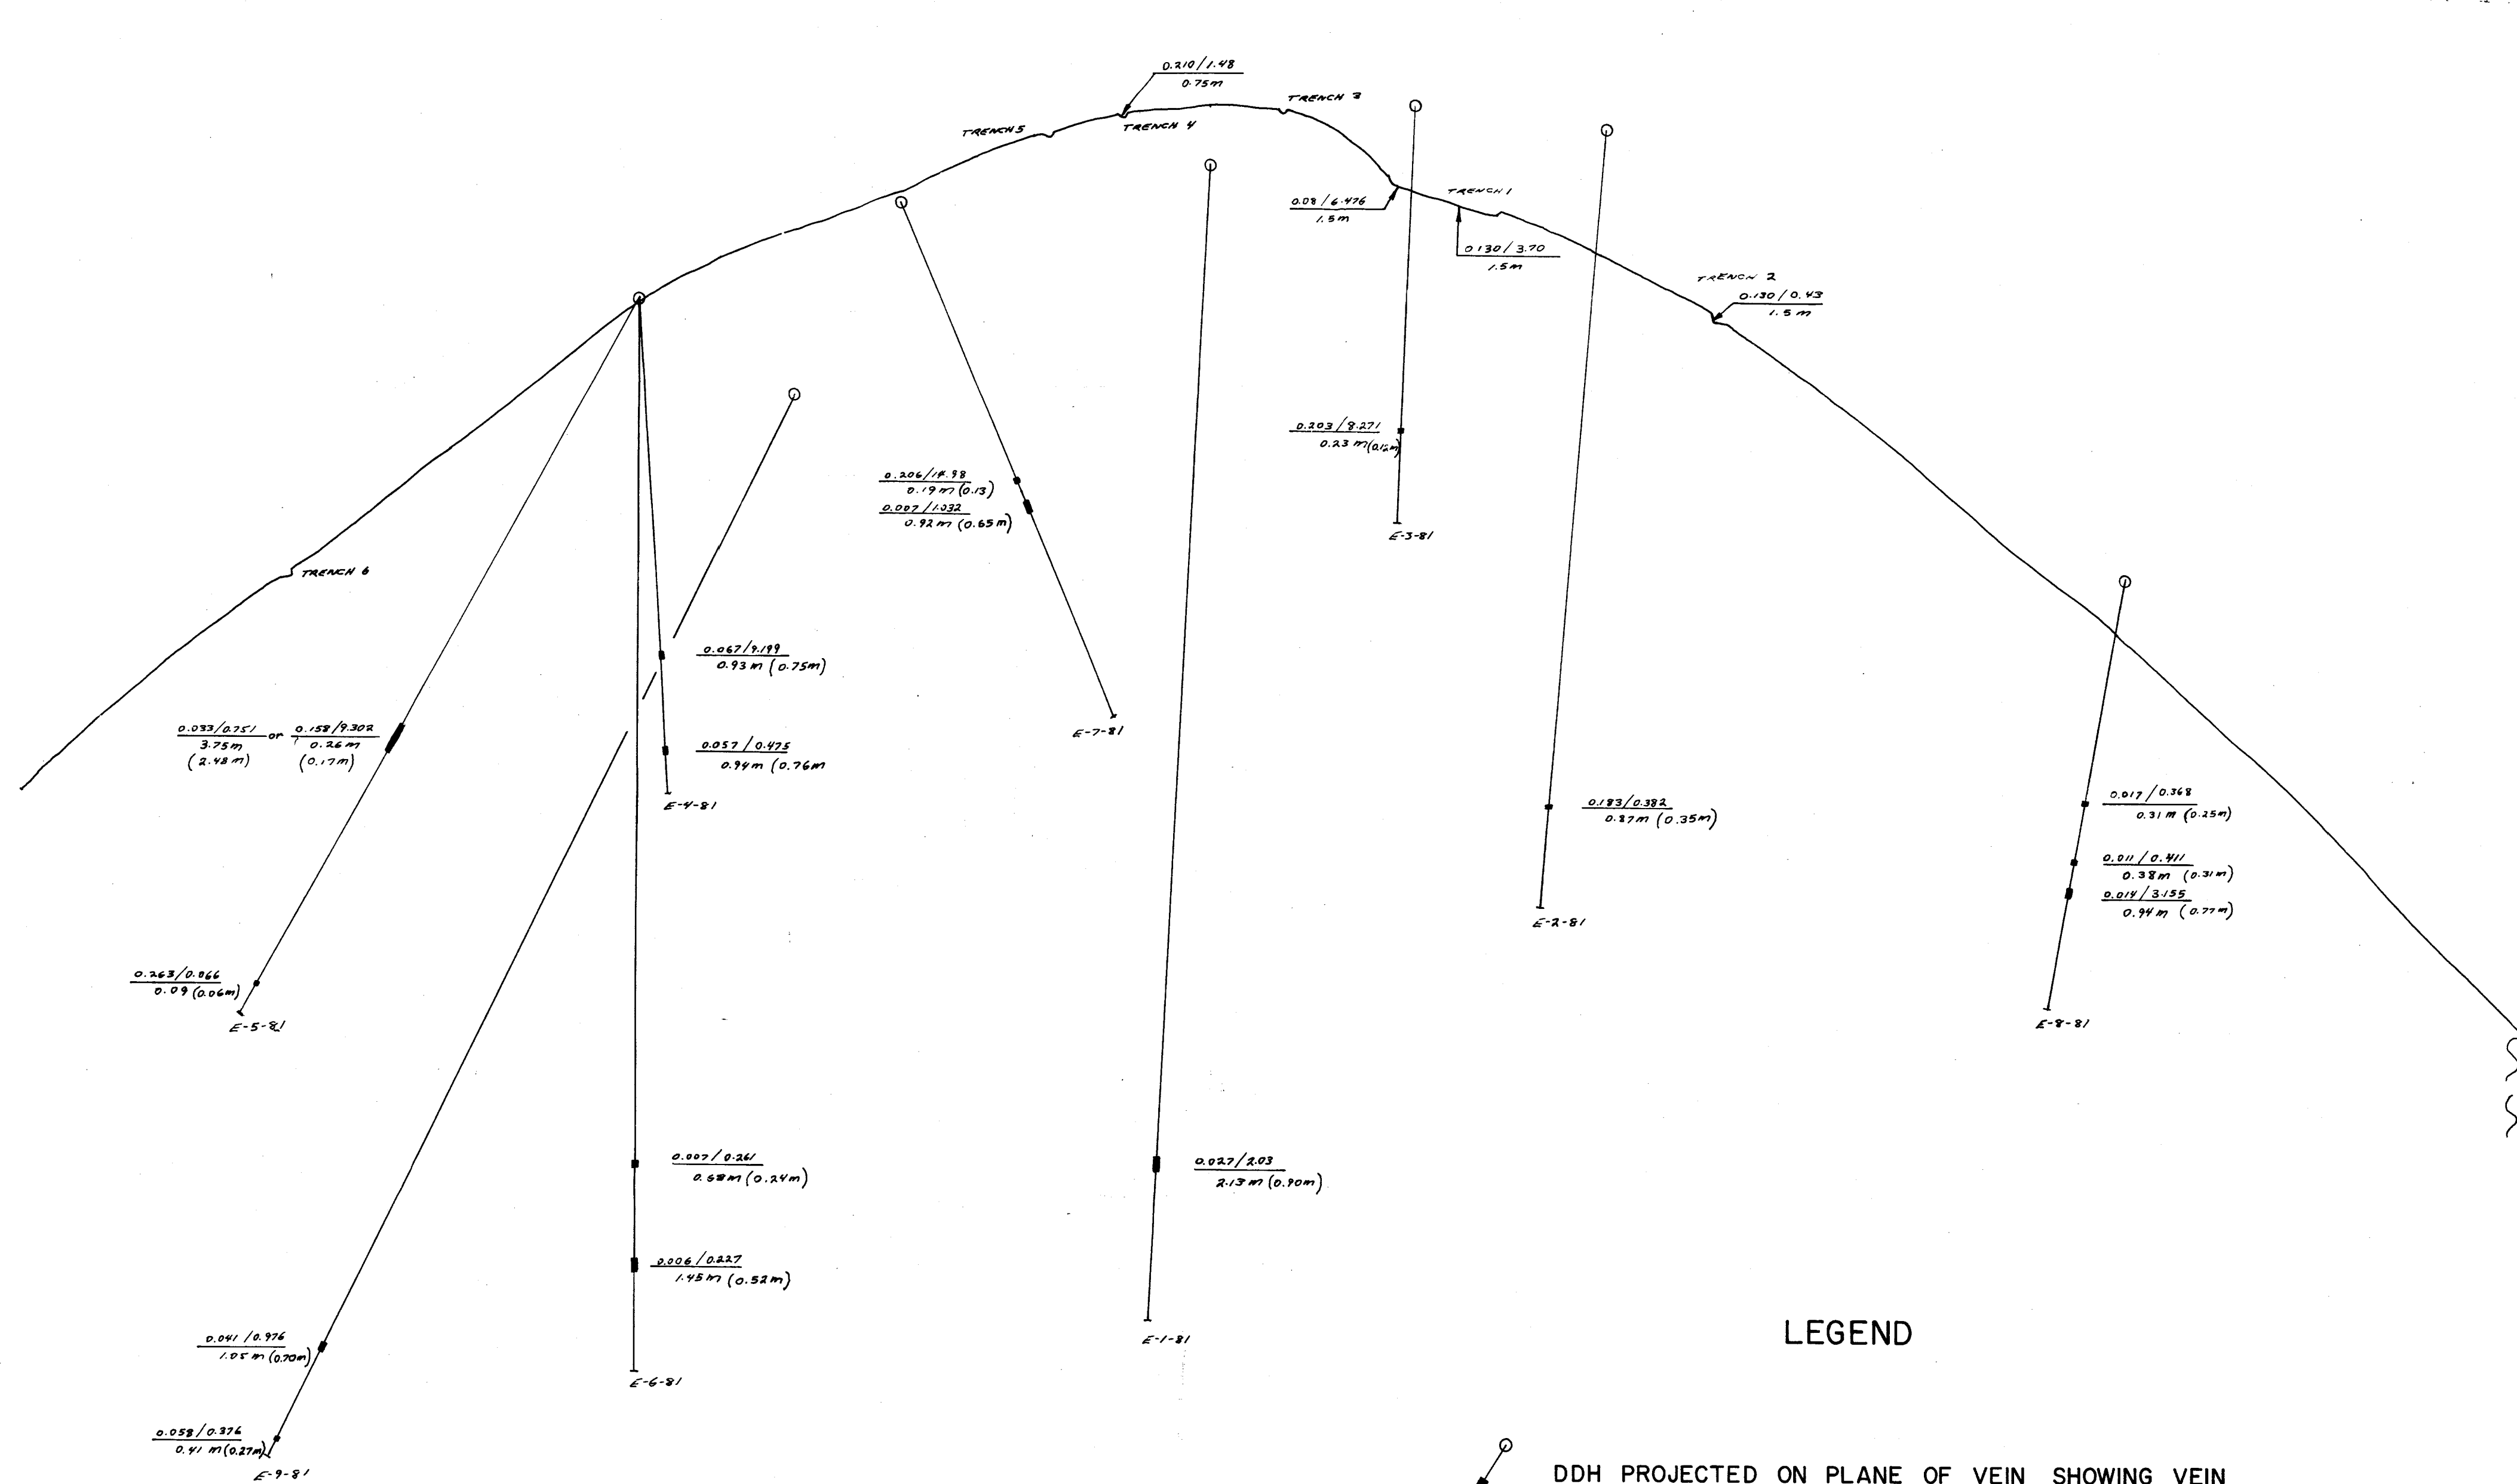 0.210/1.48
0.75m
TRENCH 3
TRENCH 5
TRENCH 4
TRENCH 1
0.08/6.476
1.5m
0.130/3.70
1.5m
TRENCH 2
0.130/0.43
1.5m
0.203/8.271
0.23m(0.12m)
E-3-81
0.206/14.98
0.19m(0.13)
0.007/1.032
0.92m(0.65m)
E-7-81
TRENCH 6
0.067/9.199
0.93m(0.75m)
0.033/0.751 or 0.158/9.302
3.75m 0.26m
(2.48m) (0.17m)
0.057/0.475
0.94m(0.76m
E-4-81
0.183/0.382
0.87m(0.35m)
E-2-81
0.017/0.368
0.31m(0.25m)
0.011/0.411
0.38m(0.31m)
0.014/3.155
0.94m(0.77m)
E-8-81
0.263/0.066
0.09(0.06m)
E-5-81
0.007/0.261
0.68m(0.24m)
0.027/2.03
2.13m(0.90m)
0.006/0.227
1.45m(0.52m)
E-1-81
0.041/0.976
1.05m(0.70m)
E-6-81
0.058/0.376
0.41m(0.27m)
E-9-81
LEGEND
DDH PROJECTED ON PLANE OF VEIN SHOWING VEIN